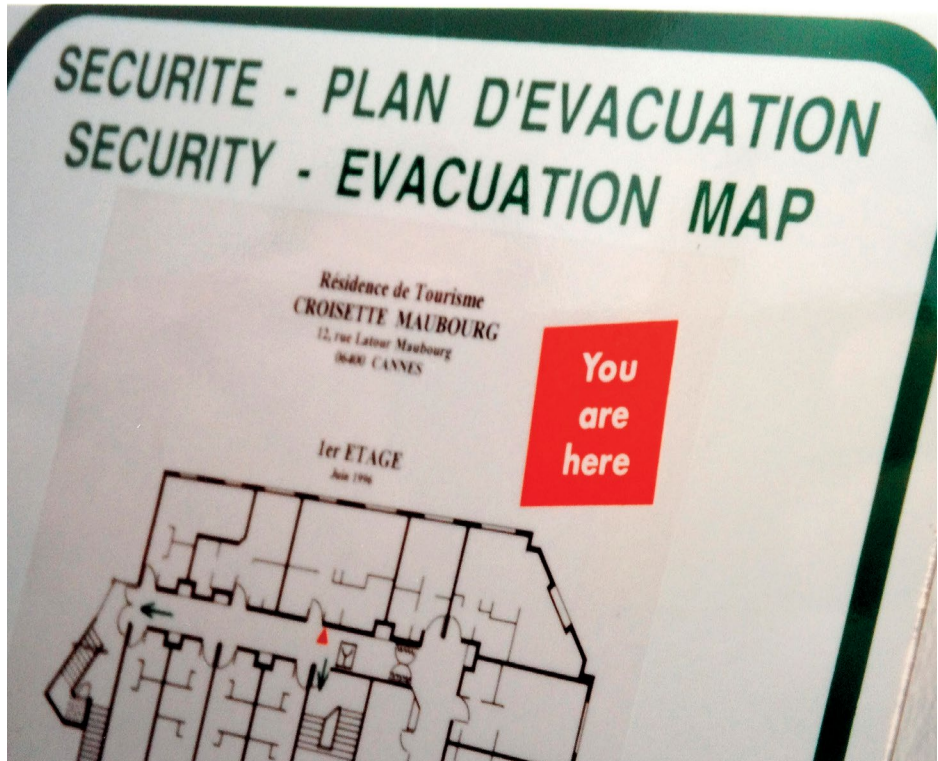 SECURITE - PLAN D'EVACUATION
SECURITY - EVACUATION MAP
Résidence de Tourisme
CROISETTE MAUBOURG
12, rue Latour Maubourg
06400 CANNES
You
are
here
1er ETAGE
Juin 1996